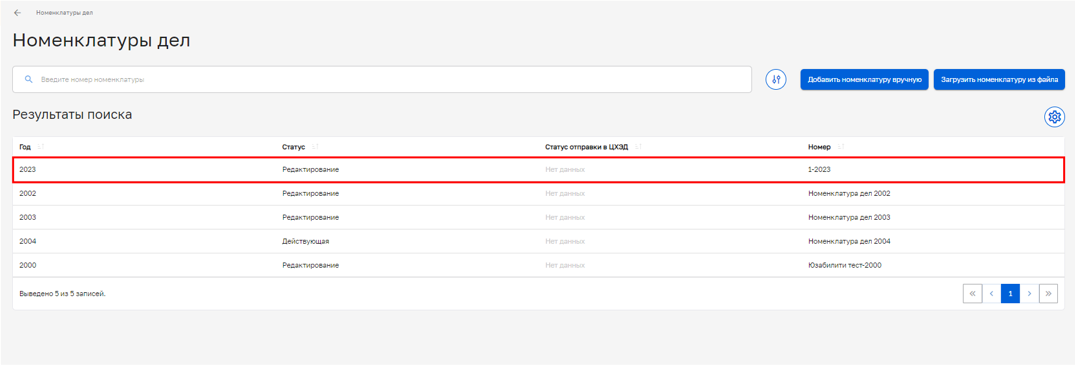 Номенклатуры дел
Номенклатуры дел
Введите номер номенклатуры
Добавить номенклатуру вручную
Загрузить номенклатуру из файла
Результаты поиска
Год Статус Статус отправки в ЦХЭД Номер
2023 Редактирование Нет данных 1-2023
2002 Редактирование Нет данных Номенклатура дел 2002
2003 Редактирование Нет данных Номенклатура дел 2003
2004 Действующая Нет данных Номенклатура дел 2004
2000 Редактирование Нет данных Юзабилити тест-2000
Выведено 5 из 5 записей. « ‹ 1 › »